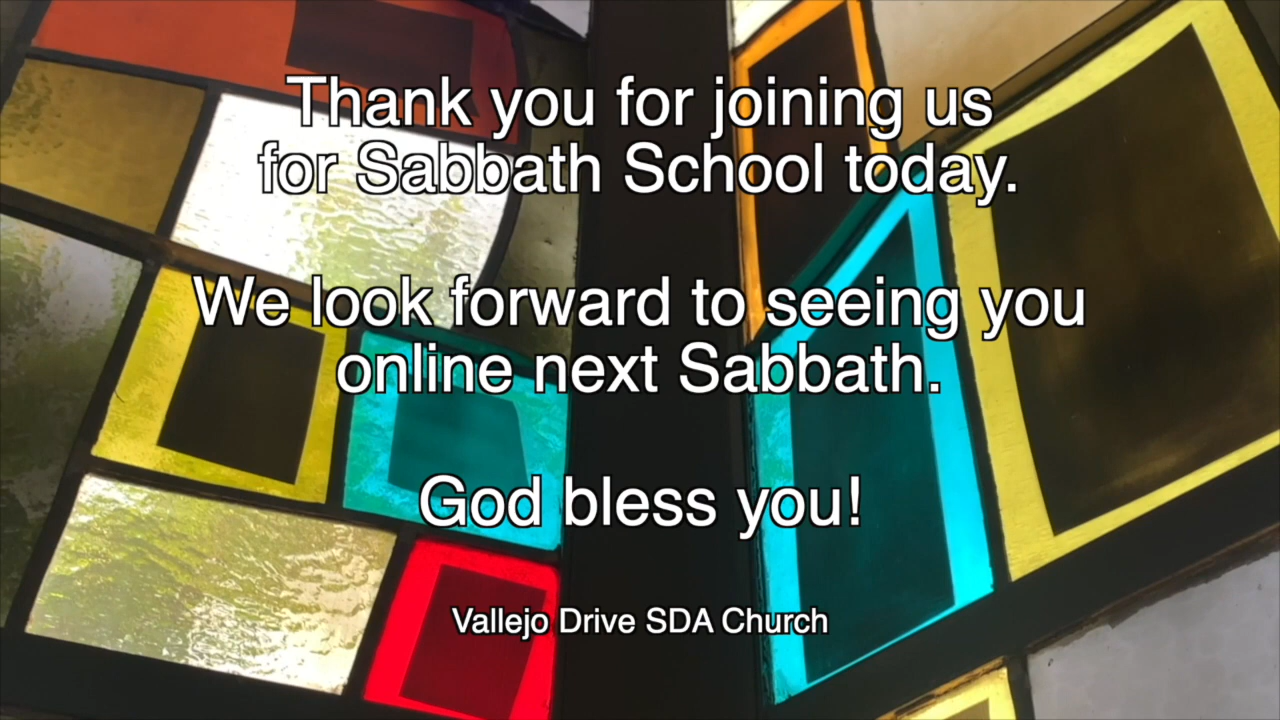 Thank you for joining us
for Sabbath School today.
We look forward to seeing you
online next Sabbath.
God bless you!
Vallejo Drive SDA Church